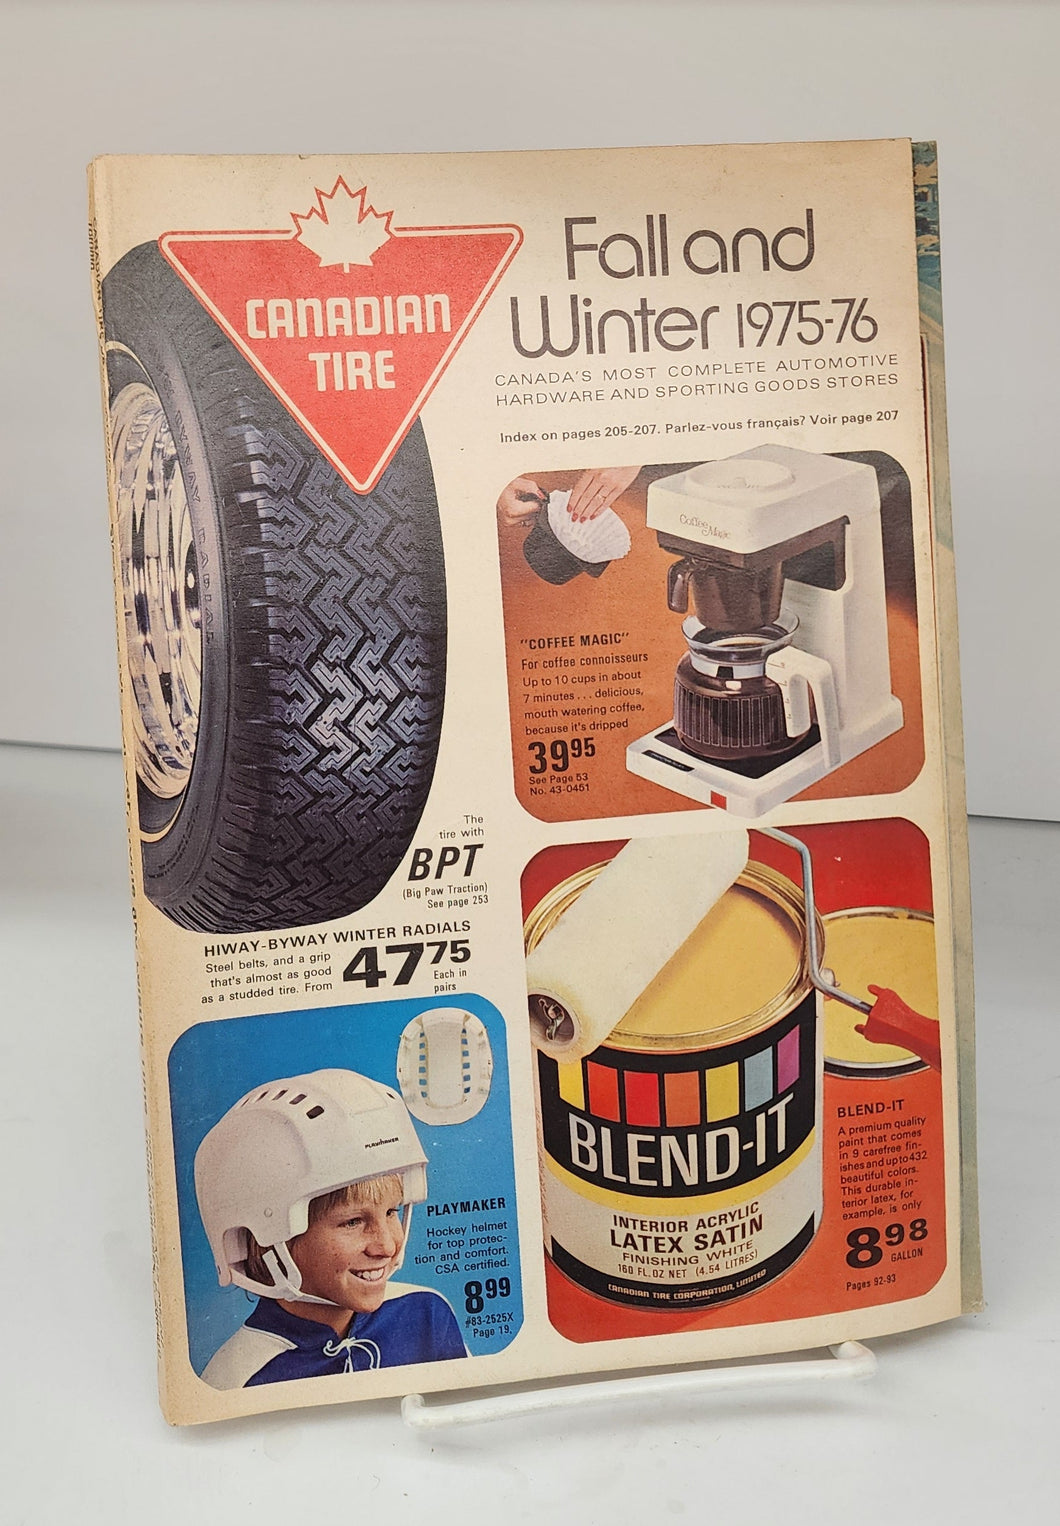 CANADIAN
TIRE
Fall and
Winter 1975-76
CANADA'S MOST COMPLETE AUTOMOTIVE
HARDWARE AND SPORTING GOODS STORES
Index on pages 205-207. Parlez-vous français? Voir page 207
Coffee
Magic
"COFFEE MAGIC"
For coffee connoisseurs
Up to 10 cups in about
7 minutes . . . delicious,
mouth watering coffee,
because it's dripped
39 95
See Page 53
No. 43-0451
The
tire with
BPT
(Big Paw Traction)
See page 253
HIWAY-BYWAY WINTER RADIALS
Steel belts, and a grip
that's almost as good
as a studded tire. From
47 75
Each in
pairs
PLAYMAKER
PLAYMAKER
Hockey helmet
for top protec-
tion and comfort.
CSA certified.
8 99
#83-2525X
Page 19.
BLEND-IT
INTERIOR ACRYLIC
LATEX SATIN
FINISHING WHITE
160 FL. OZ NET (4.54 LITRES)
CANADIAN TIRE CORPORATION, LIMITED
BLEND-IT
A premium quality
paint that comes
in 9 carefree fin-
ishes and up to 432
beautiful colors.
This durable in-
terior latex, for
example, is only
8 98
GALLON
Pages 92-93